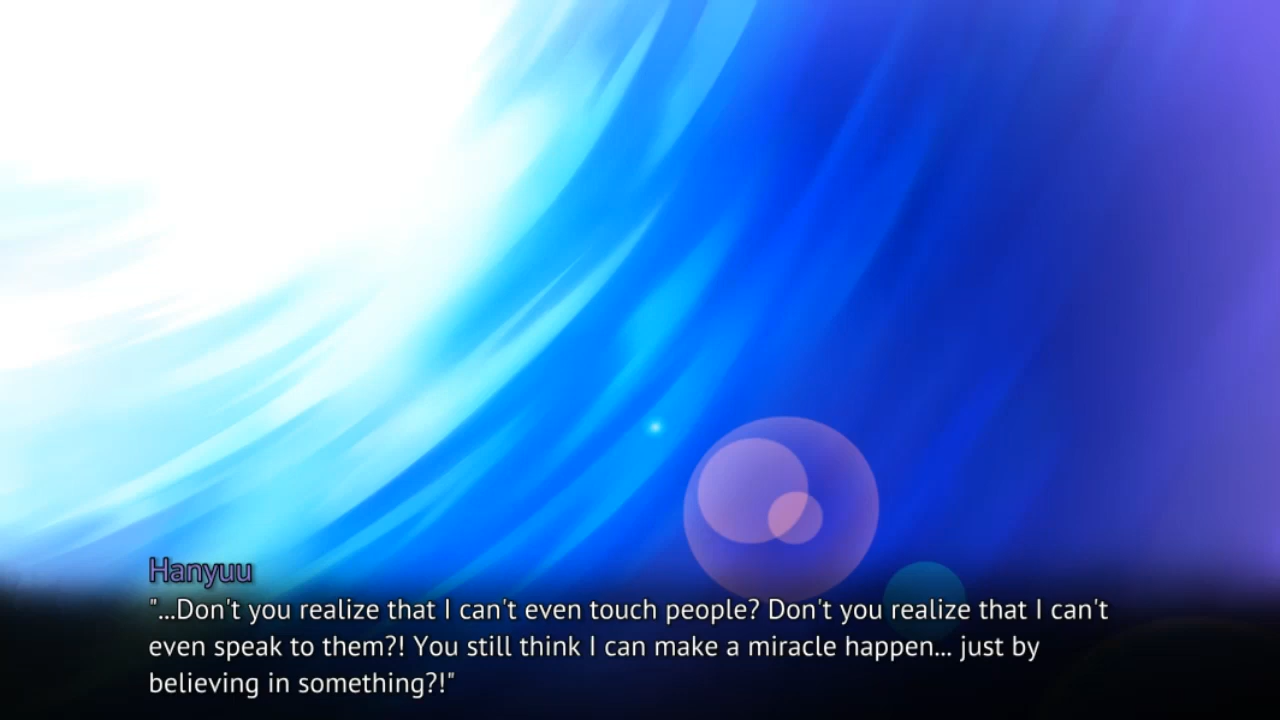 Hanyuu
"...Don't you realize that I can't even touch people? Don't you realize that I can't
even speak to them?! You still think I can make a miracle happen... just by
believing in something?!"